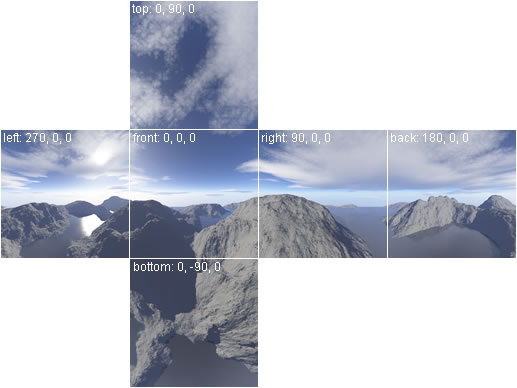 top: 0, 90, 0
left: 270, 0, 0
front: 0, 0, 0
right: 90, 0, 0
back: 180, 0, 0
bottom: 0, -90, 0